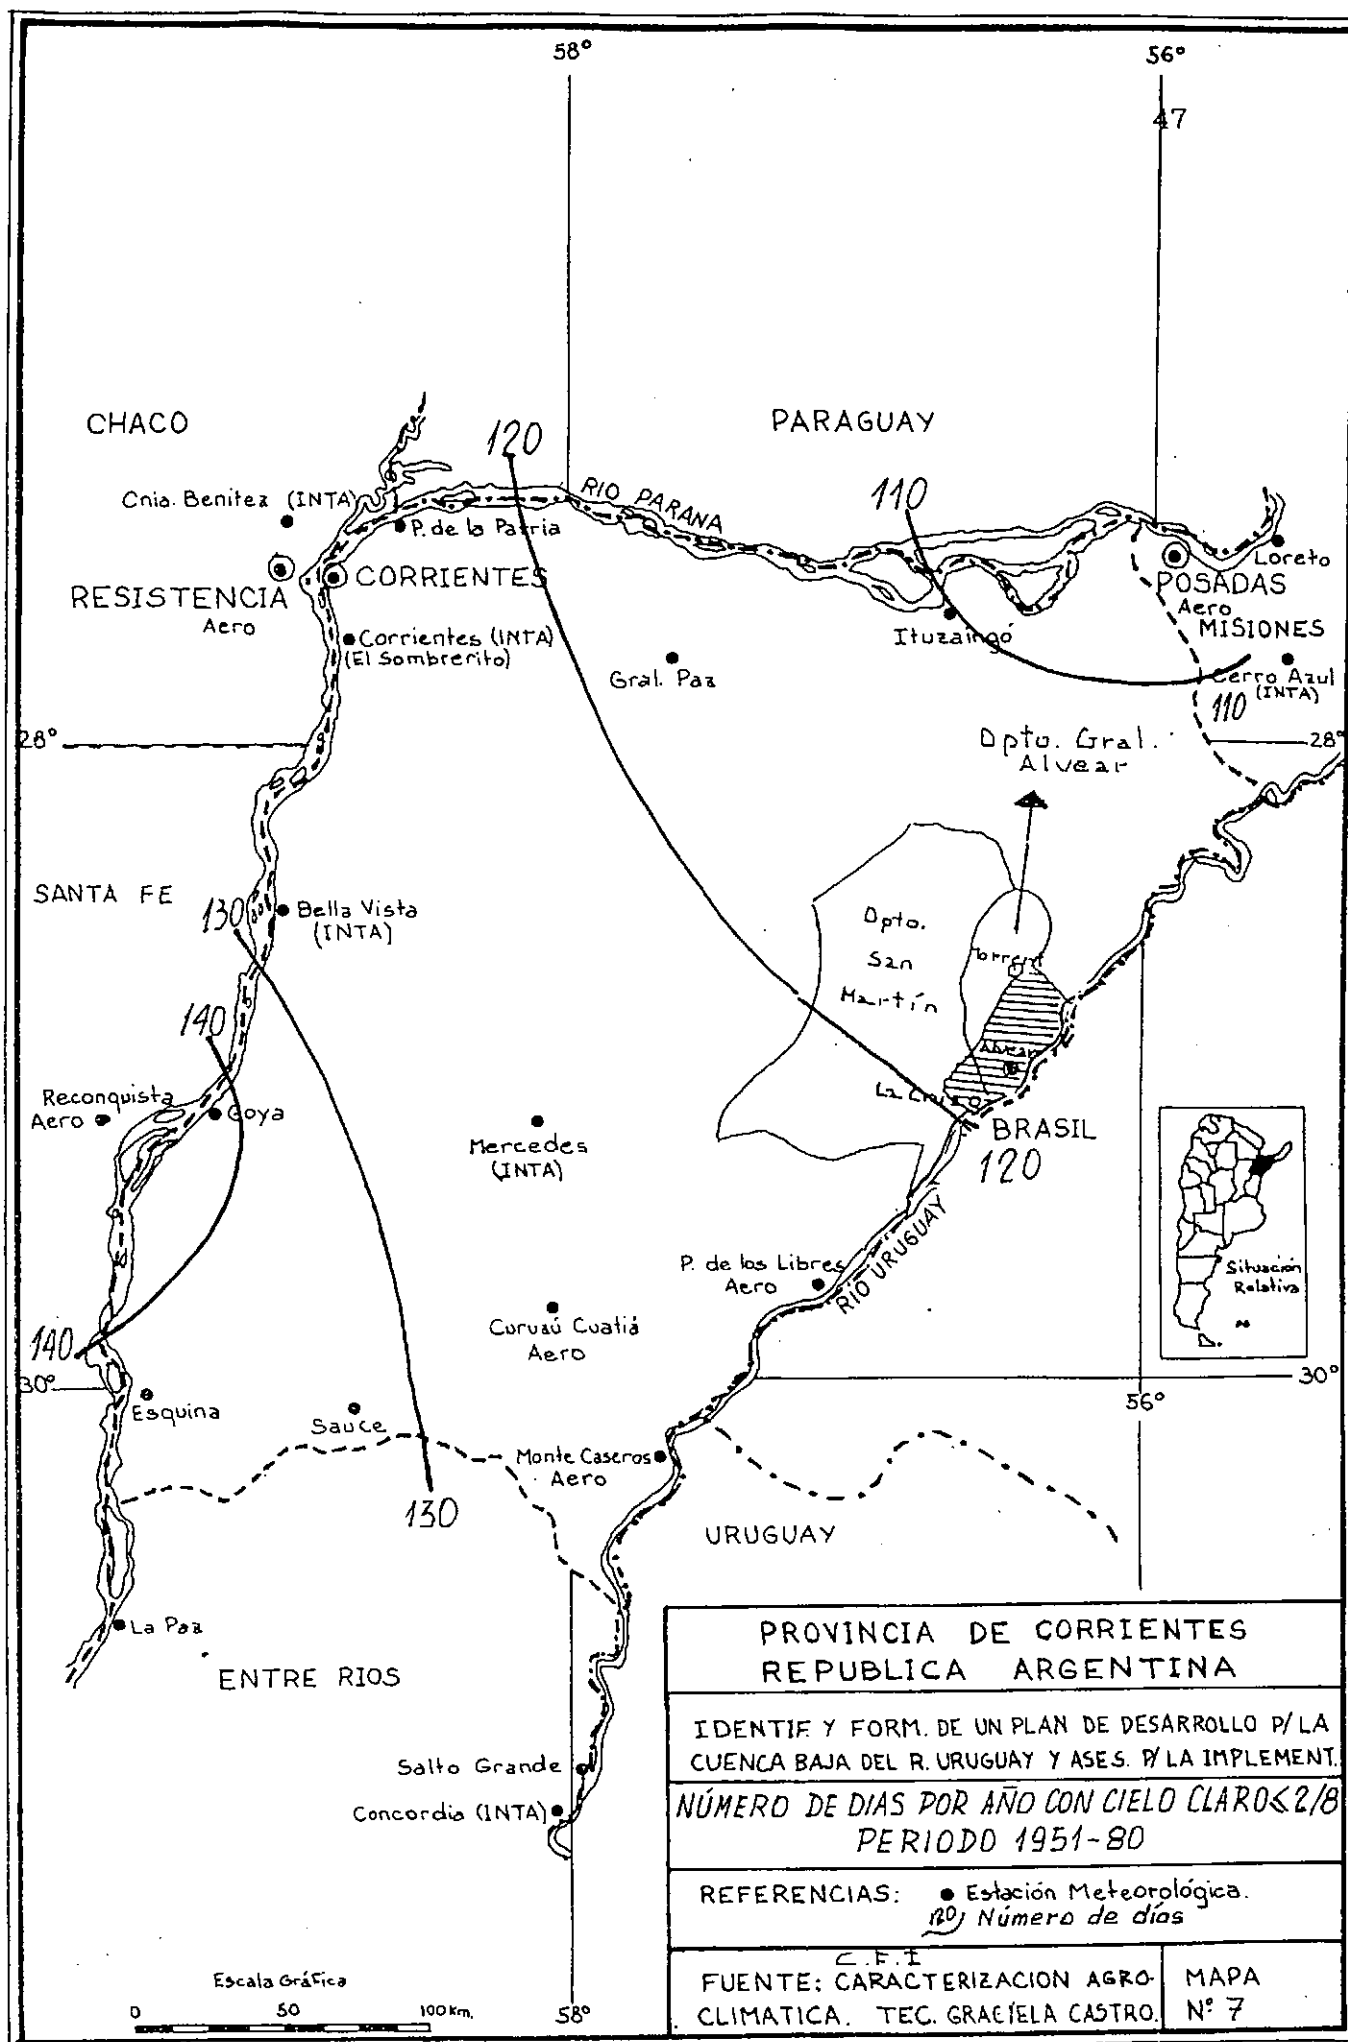 58°
56°
47
CHACO
PARAGUAY
120
110
RIO PARANA
Cnia. Benitez (INTA)
P. de la Patria
Loreto
RESISTENCIA
Aero
CORRIENTES
POSADAS
Aero
MISIONES
Corrientes (INTA)
(El Sombrerito)
Ituzaingó
Gral. Paz
Cerro Azul
(INTA)
110
28°
28°
Dpto. Gral.
Alvear
SANTA FE
130
Bella Vista
(INTA)
Dpto.
San
Martín
Torrent
140
Alvear
Reconquista
Aero
Goya
La Cruz
Mercedes
(INTA)
BRASIL
120
RÍO URUGUAY
P. de los Libres
Aero
Situación
Relativa
Curuzú Cuatiá
Aero
140
30°
30°
56°
Esquina
Sauce
Monte Caseros
Aero
130
URUGUAY
La Paz
ENTRE RIOS
Salto Grande
Concordia (INTA)
PROVINCIA DE CORRIENTES
REPUBLICA ARGENTINA
IDENTIF. Y FORM. DE UN PLAN DE DESARROLLO P/ LA
CUENCA BAJA DEL R. URUGUAY Y ASES. P/ LA IMPLEMENT.
NÚMERO DE DIAS POR AÑO CON CIELO CLARO≤2/8
PERIODO 1951-80
REFERENCIAS: ● Estación Meteorológica.
120 Número de días
C.F.I
FUENTE: CARACTERIZACION AGRO-
CLIMATICA. TEC. GRACIELA CASTRO.
MAPA
Nº 7
Escala Gráfica
0 50 100 km.
58°